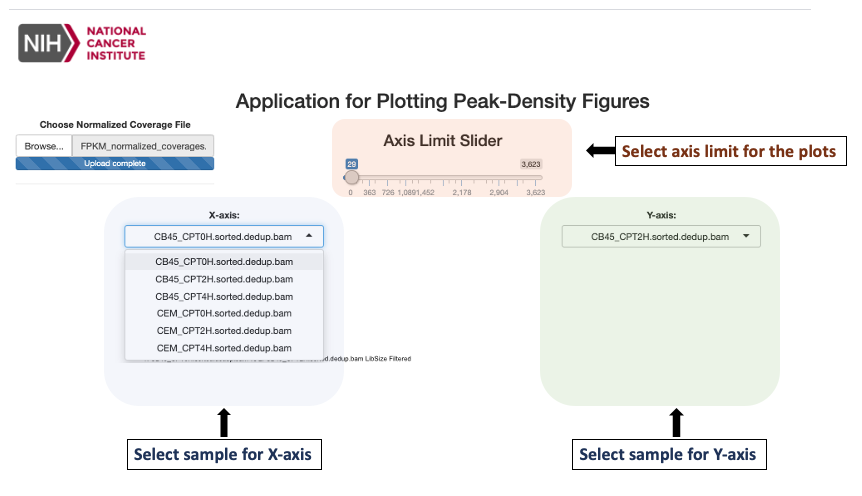 NIH
NATIONAL
CANCER
INSTITUTE
Application for Plotting Peak-Density Figures
Choose Normalized Coverage File
Browse... FPKM_normalized_coverages.
Upload complete
Axis Limit Slider
29 3,623
0 363 726 1,089 1,452 2,178 2,904 3,623
Select axis limit for the plots
X-axis:
CB45_CPT0H.sorted.dedup.bam
CB45_CPT0H.sorted.dedup.bam
CB45_CPT2H.sorted.dedup.bam
CB45_CPT4H.sorted.dedup.bam
CEM_CPT0H.sorted.dedup.bam
CEM_CPT2H.sorted.dedup.bam
CEM_CPT4H.sorted.dedup.bam
.dedup.bam LibSize Filtered
Y-axis:
CB45_CPT2H.sorted.dedup.bam
Select sample for X-axis
Select sample for Y-axis